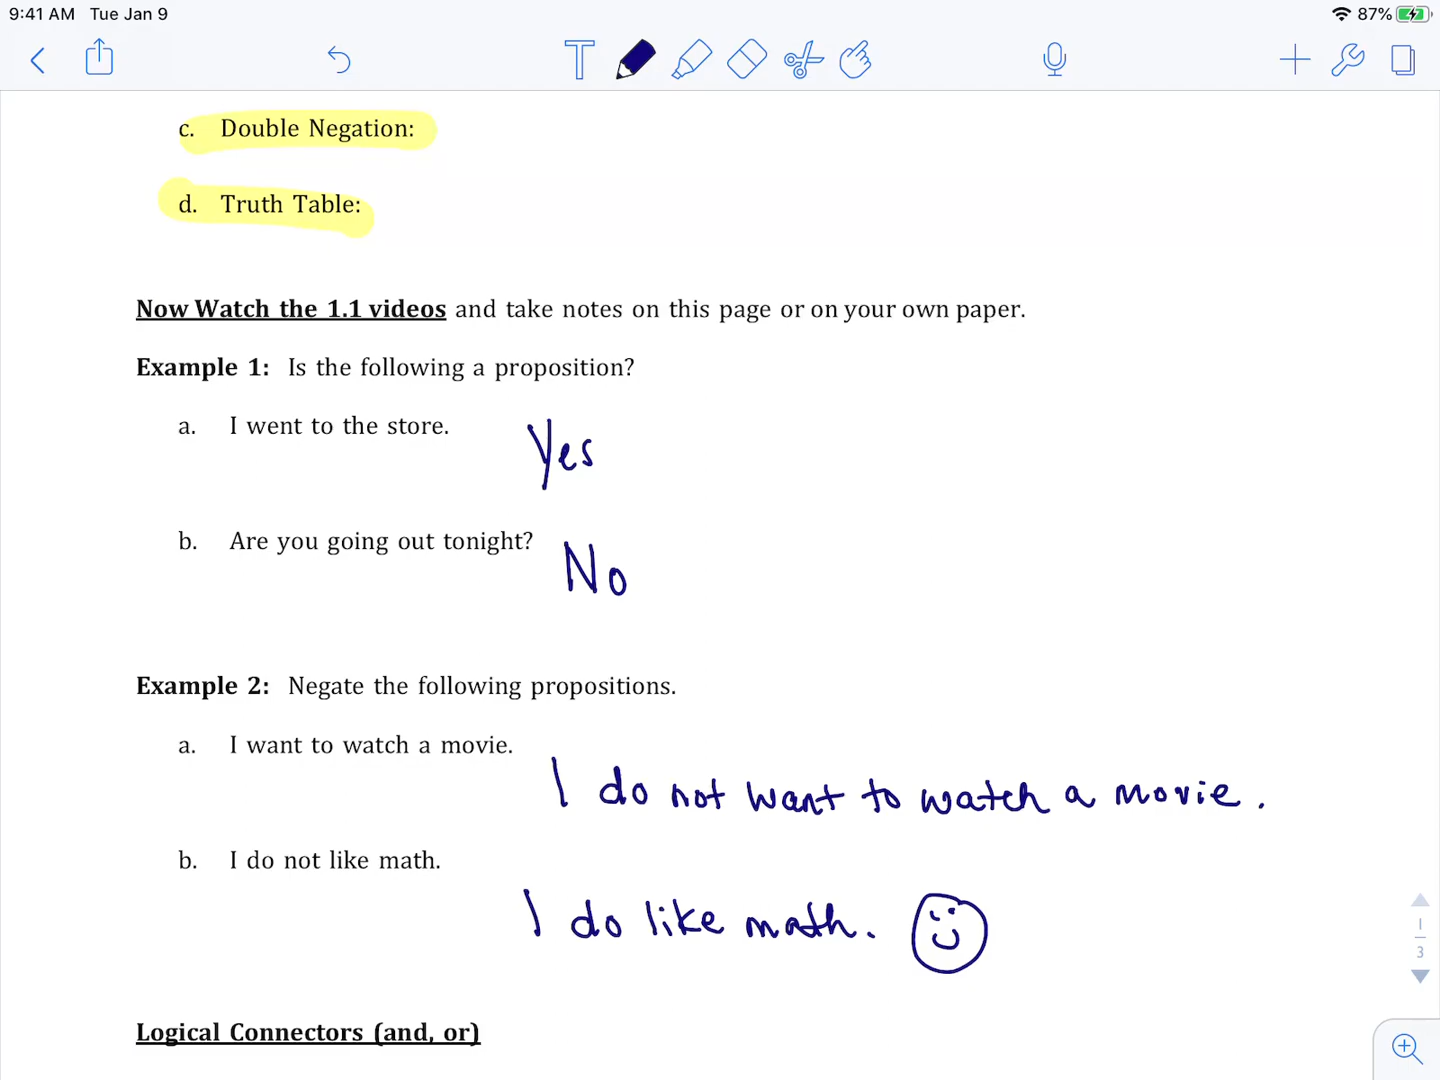 9:41 AM Tue Jan 9 87%
T
c. Double Negation:
d. Truth Table:
Now Watch the 1.1 videos and take notes on this page or on your own paper.
Example 1: Is the following a proposition?
a. I went to the store.
Yes
b. Are you going out tonight?
No
Example 2: Negate the following propositions.
a. I want to watch a movie.
I do not want to watch a movie.
b. I do not like math.
I do like math.
1
3
Logical Connectors (and, or)